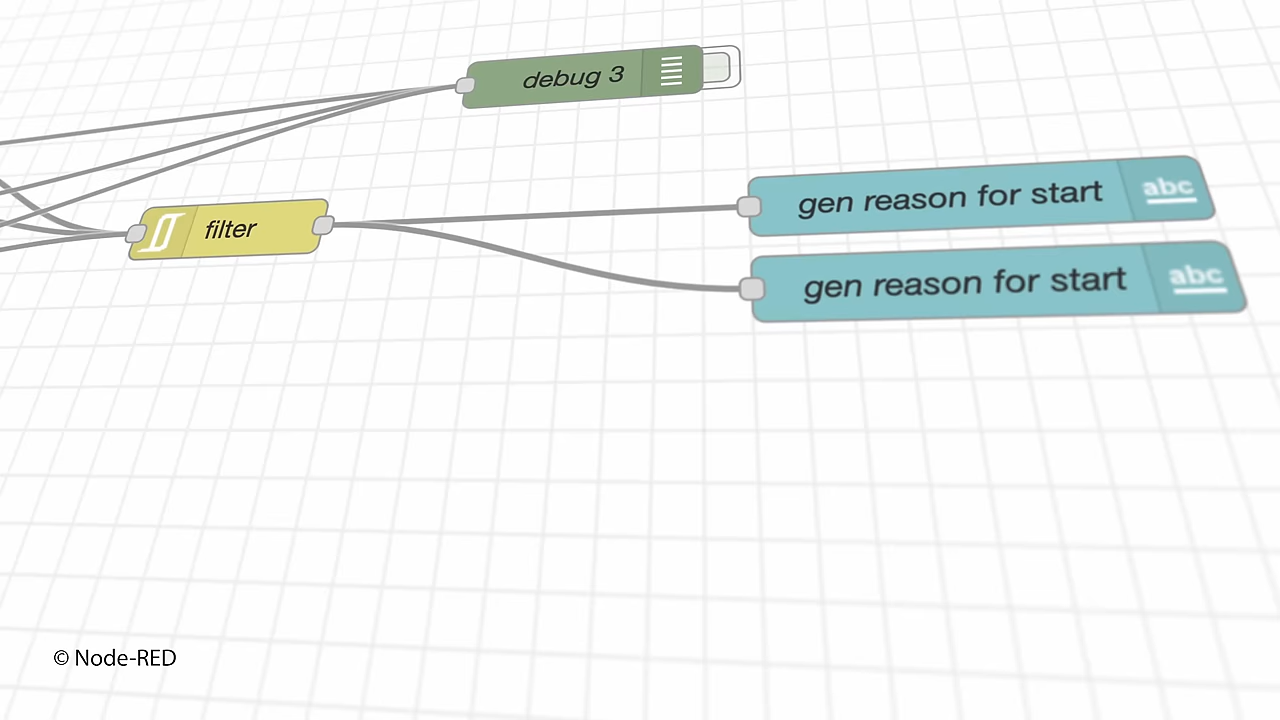 debug 3
gen reason for start
abc
filter
gen reason for start
abc
© Node-RED